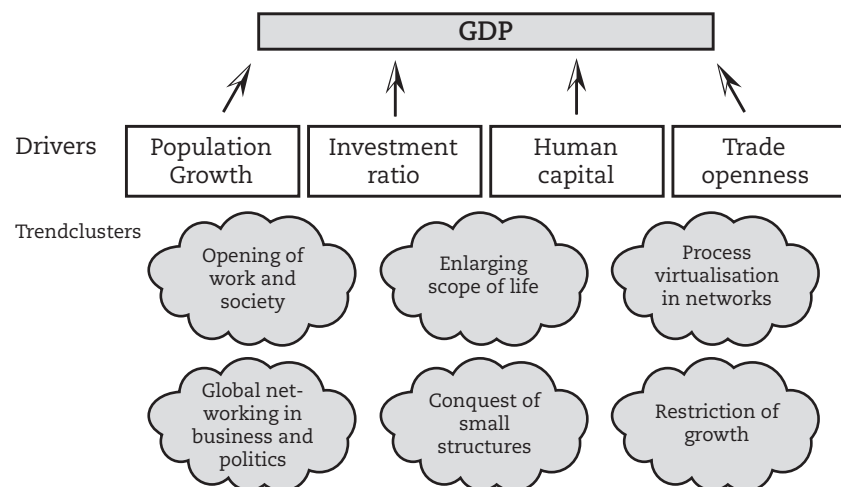 GDP
Drivers
Population
Growth
Investment
ratio
Human
capital
Trade
openness
Trendclusters
Opening of
work and
society
Enlarging
scope of life
Process
virtualisation
in networks
Global net-
working in
business and
politics
Conquest of
small
structures
Restriction of
growth